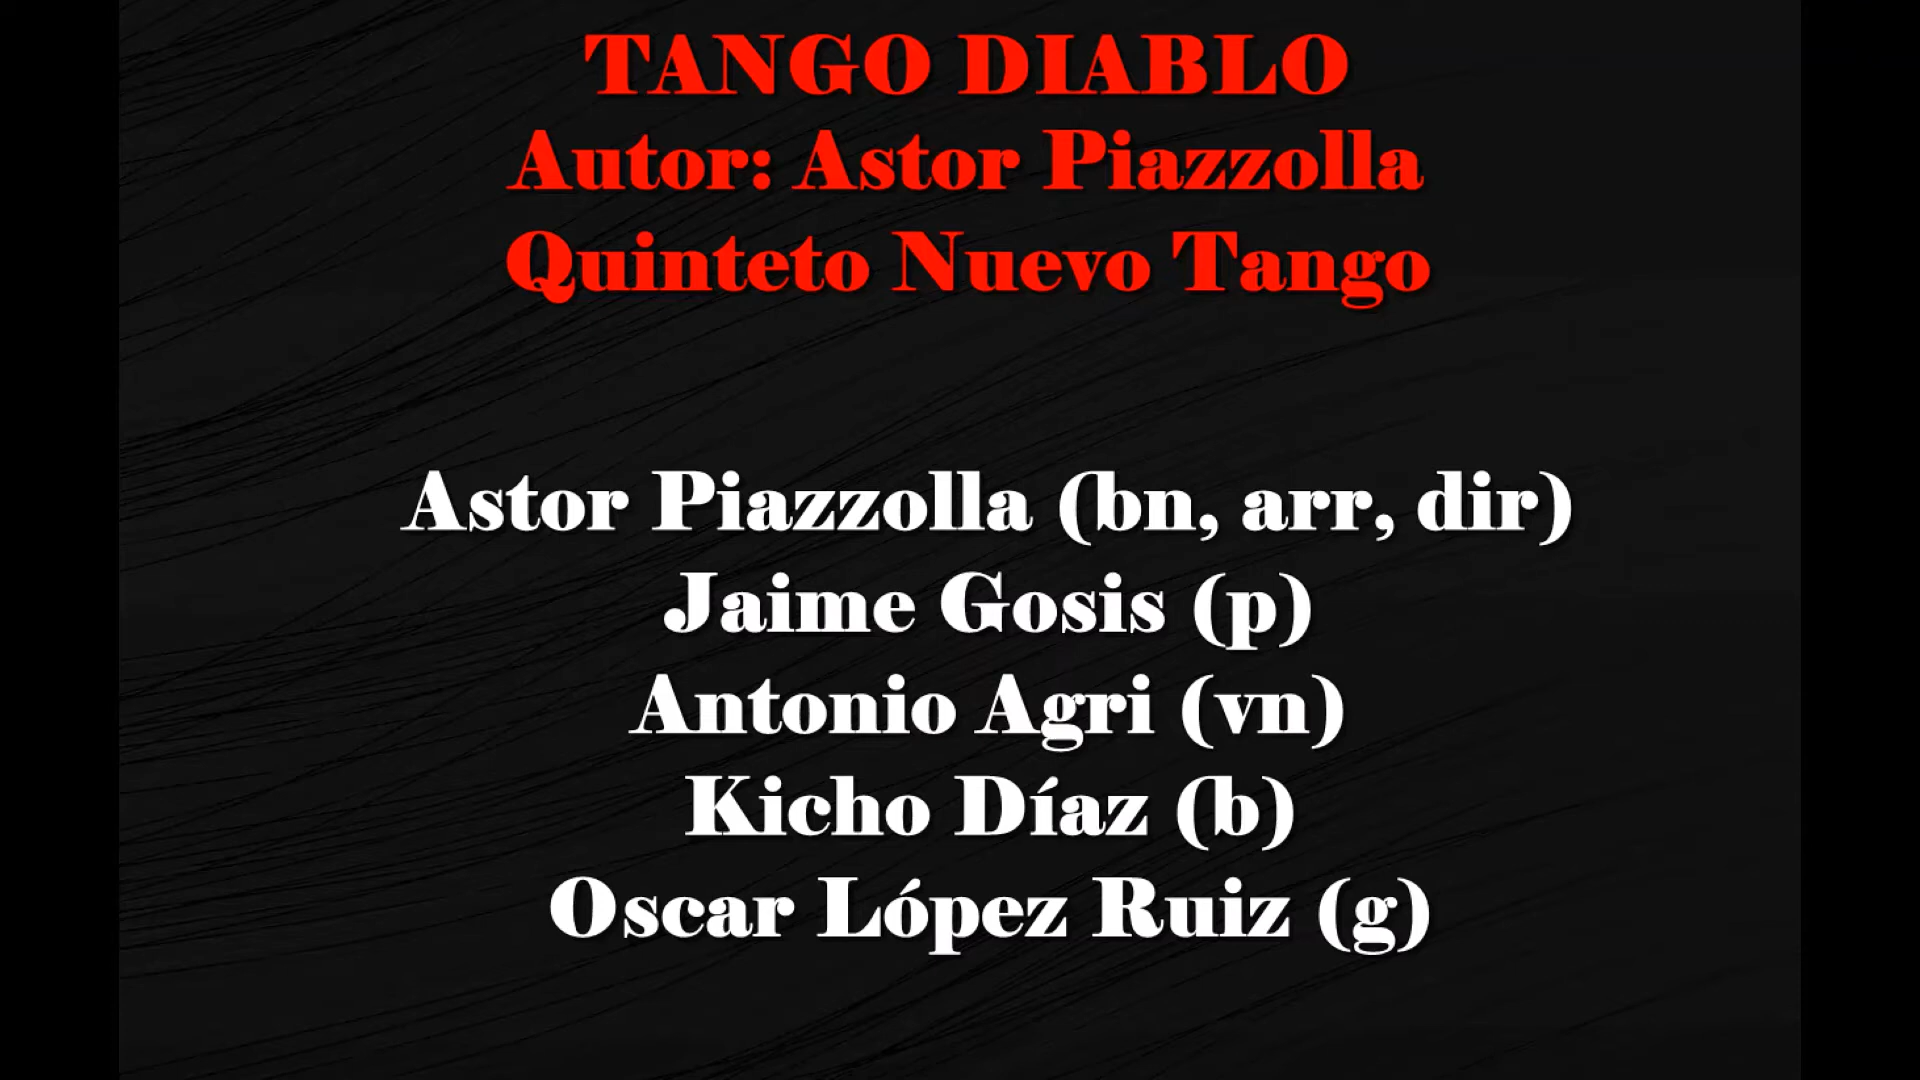 TANGO DIABLO
Autor: Astor Piazzolla
Quinteto Nuevo Tango
Astor Piazzolla (bn, arr, dir)
Jaime Gosis (p)
Antonio Agri (vn)
Kicho Díaz (b)
Oscar López Ruiz (g)